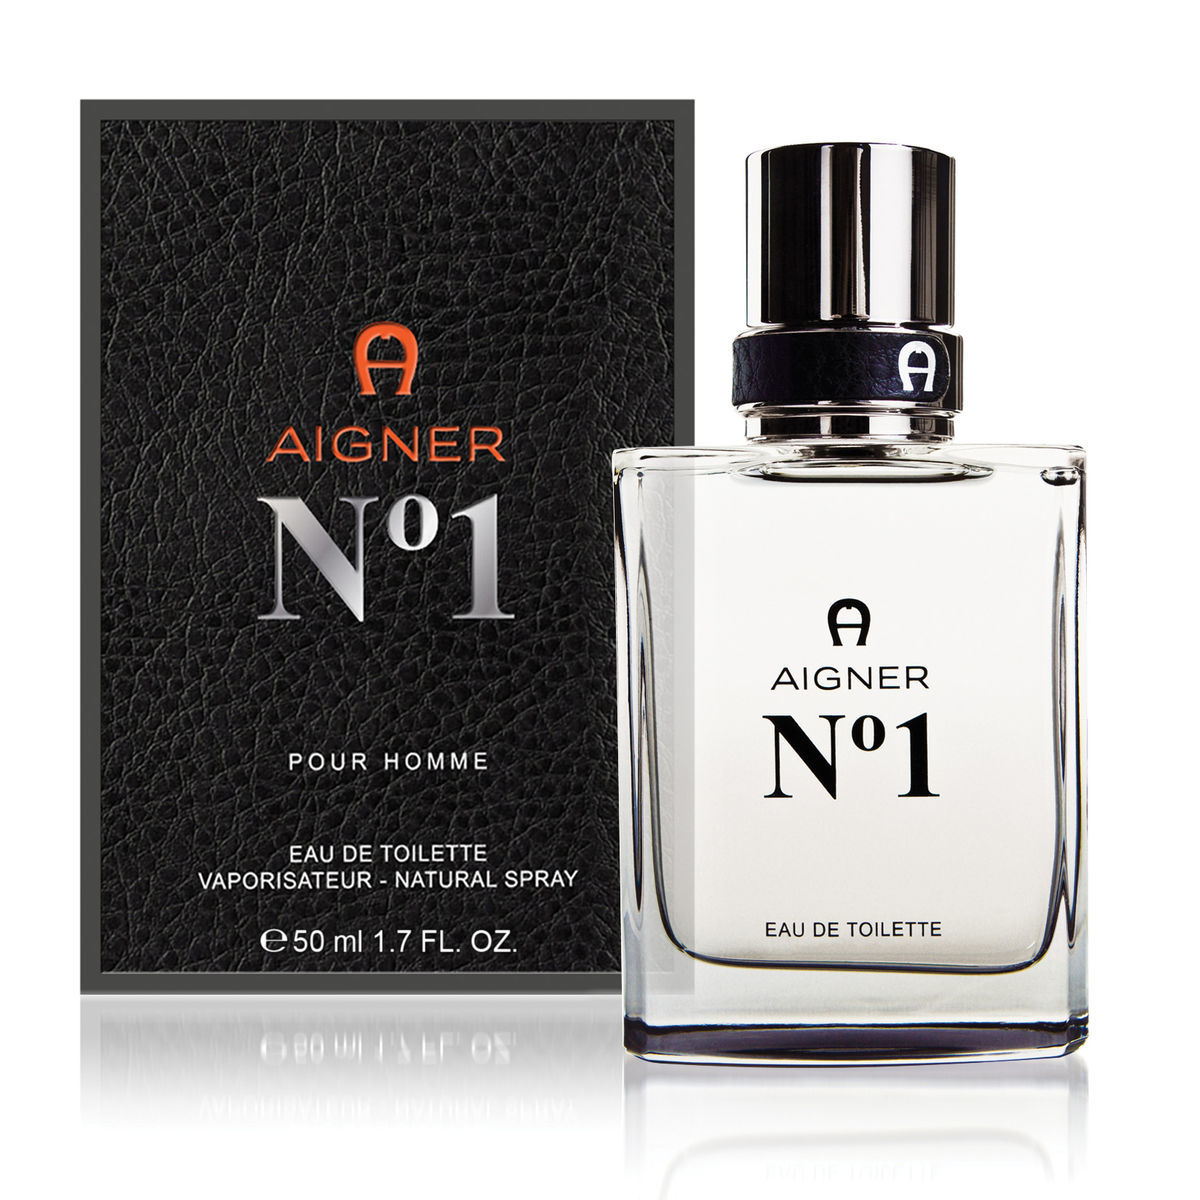 AIGNER
Nº1
POUR HOMME
EAU DE TOILETTE
VAPORISATEUR - NATURAL SPRAY
℮50 ml 1.7 FL. OZ.
A
AIGNER
Nº1
EAU DE TOILETTE